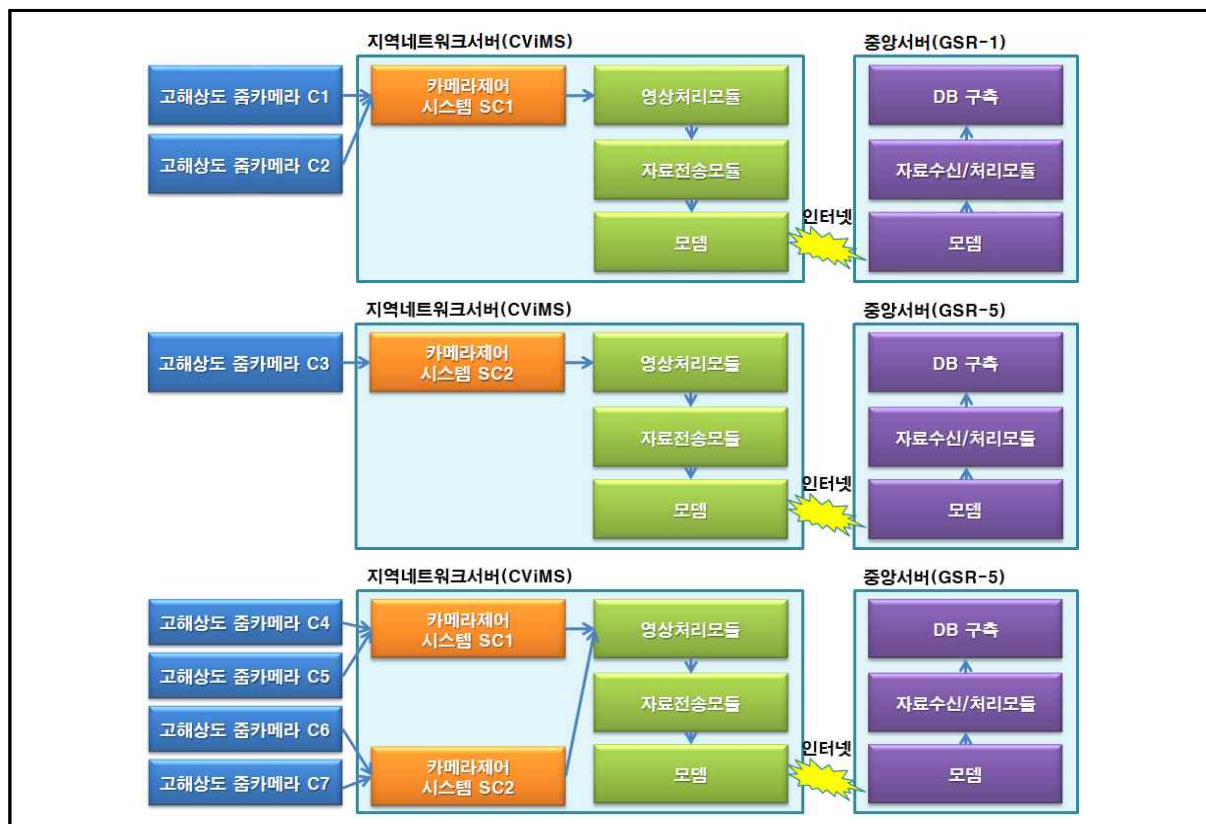 지역네트워크서버(CViMS)
중앙서버(GSR-1)
고해상도 줌카메라 C1
고해상도 줌카메라 C2
카메라제어
시스템 SC1
영상처리모듈
자료전송모듈
모뎀
인터넷
DB 구축
자료수신/처리모듈
모뎀
지역네트워크서버(CViMS)
중앙서버(GSR-5)
고해상도 줌카메라 C3
카메라제어
시스템 SC2
영상처리모듈
자료전송모듈
모뎀
인터넷
DB 구축
자료수신/처리모듈
모뎀
지역네트워크서버(CViMS)
중앙서버(GSR-5)
고해상도 줌카메라 C4
고해상도 줌카메라 C5
고해상도 줌카메라 C6
고해상도 줌카메라 C7
카메라제어
시스템 SC1
카메라제어
시스템 SC2
영상처리모듈
자료전송모듈
모뎀
인터넷
DB 구축
자료수신/처리모듈
모뎀